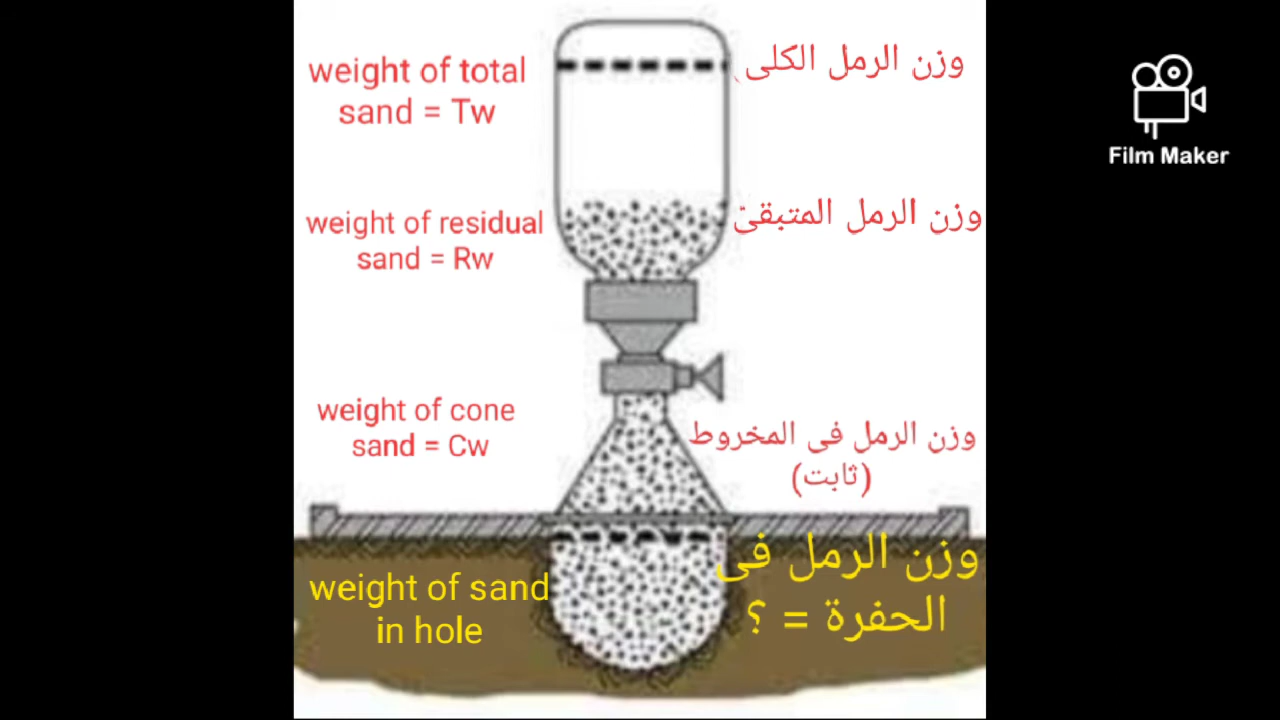 weight of total
sand = Tw
وزن الرمل الكلى
Film Maker
weight of residual
sand = Rw
وزن الرمل المتبقىّ
weight of cone
sand = Cw
وزن الرمل فى المخروط
(ثابت)
weight of sand
in hole
وزن الرمل فى
الحفرة = ؟